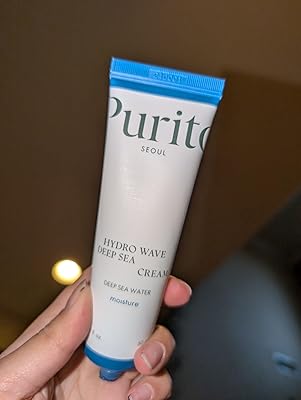 Purito
SEOUL
HYDRO WAVE
DEEP SEA
CREAM
DEEP SEA WATER
moisture